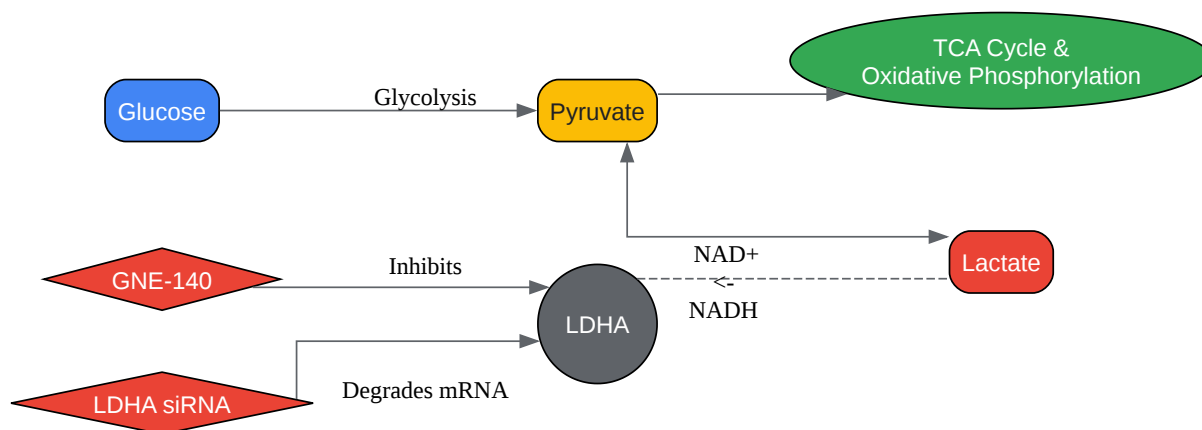 TCA Cycle &
Oxidative Phosphorylation
Glucose
Glycolysis
Pyruvate
NAD+
<-
NADH
Lactate
GNE-140
Inhibits
LDHA
LDHA siRNA
Degrades mRNA